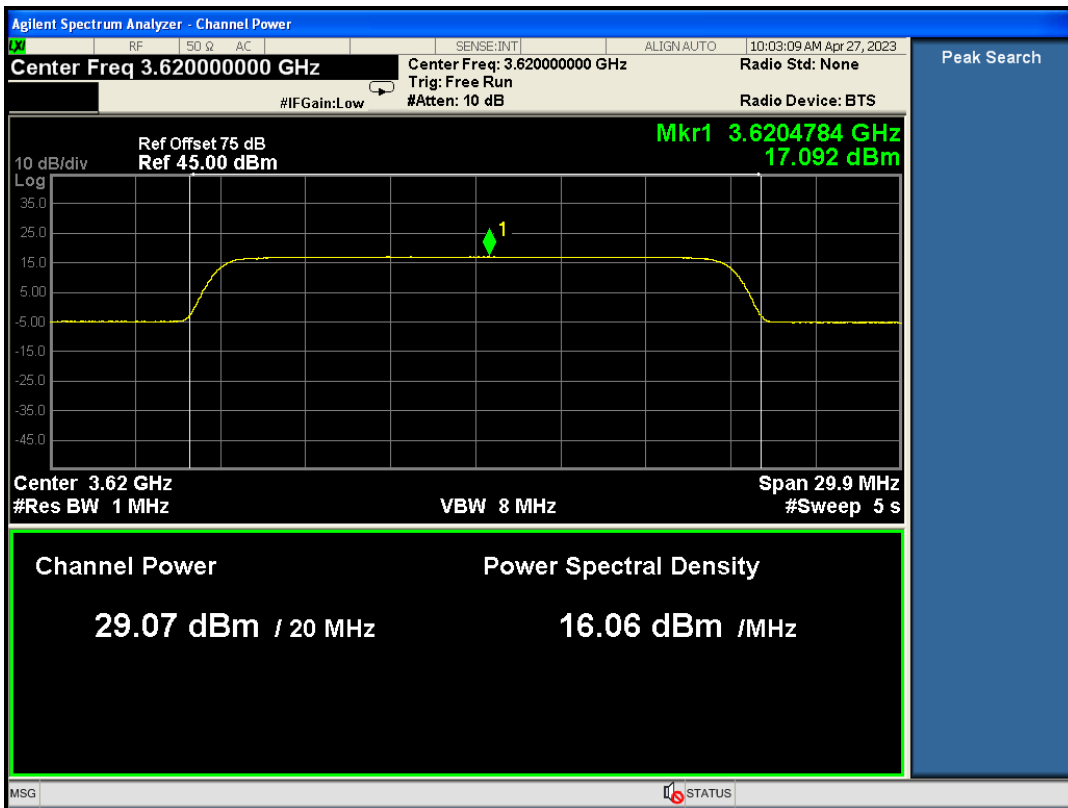 Agilent Spectrum Analyzer - Channel Power
LXI RF 50 Ω AC SENSE:INT ALIGN AUTO 10:03:09 AM Apr 27, 2023
Center Freq 3.620000000 GHz
Center Freq: 3.620000000 GHz
Radio Std: None
Trig: Free Run
#IFGain:Low
#Atten: 10 dB
Radio Device: BTS
Peak Search
Mkr1 3.6204784 GHz
17.092 dBm
Ref Offset 75 dB
10 dB/div Ref 45.00 dBm
Log
35.0
25.0
1
15.0
5.00
-5.00
-15.0
-25.0
-35.0
-45.0
Center 3.62 GHz Span 29.9 MHz
#Res BW 1 MHz VBW 8 MHz #Sweep 5 s
Channel Power Power Spectral Density
29.07 dBm / 20 MHz 16.06 dBm /MHz
MSG STATUS